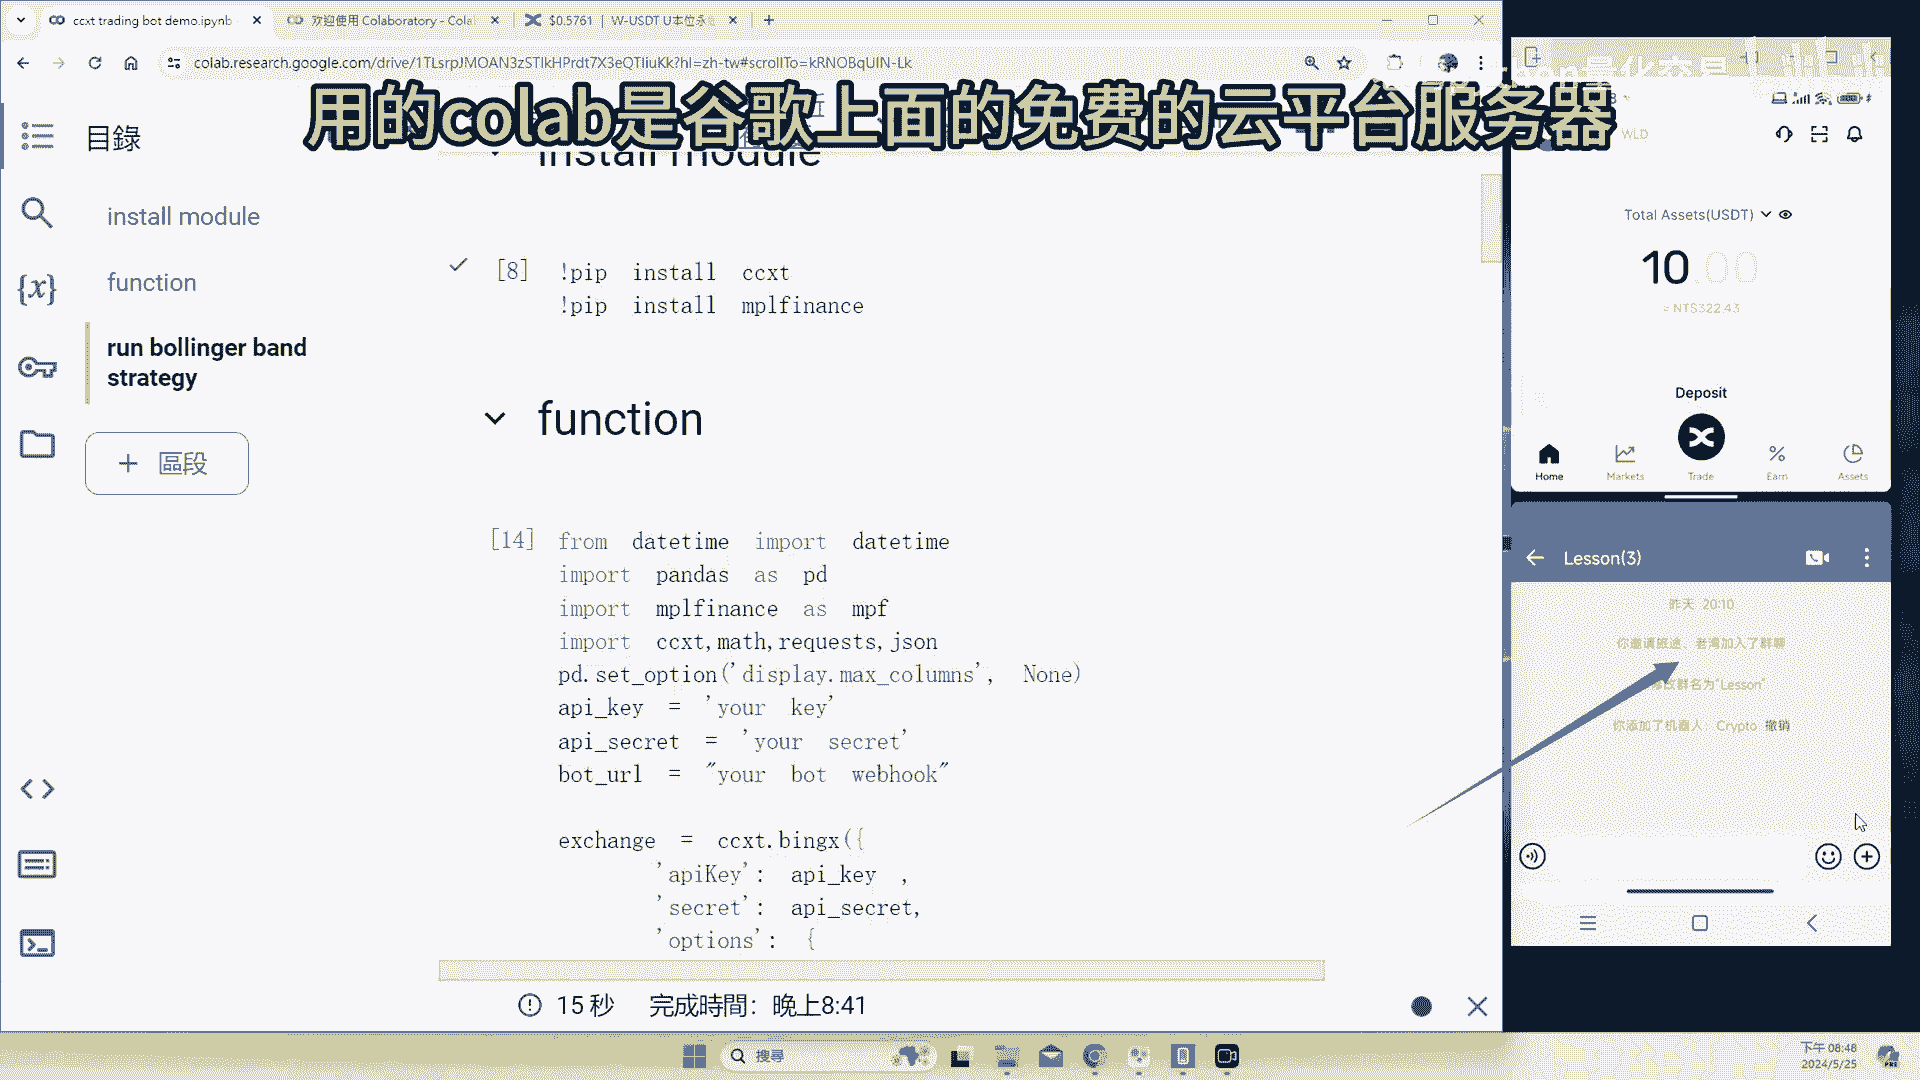 ccxt trading bot demo.ipynb
欢迎使用 Colaboratory - Cola
$0.5761 | W-USDT U本位永
colab.research.google.com/drive/1TLsrpJMOAN3zSTlkHPrdt7X3eQTIiuKk?hl=zh-tw#scrollTo=kRNOBqUlN-Lk
用的colab是谷歌上面的免费的云平台服务器
目錄
install module
function
run bollinger band
strategy
+ 區段
install module
[8] !pip install ccxt
!pip install mplfinance
function
[14] from datetime import datetime
import pandas as pd
import mplfinance as mpf
import ccxt,math,requests,json
pd.set_option('display.max_columns', None)
api_key = 'your key'
api_secret = 'your secret'
bot_url = "your bot webhook"
exchange = ccxt.bingx({
'apiKey': api_key ,
'secret': api_secret,
'options': {
15 秒 完成時間: 晚上8:41
WLD
Total Assets(USDT)
10.00
≈ NT$322.43
Deposit
Home
Markets
Trade
Earn
Assets
Lesson(3)
昨天 20:10
你邀请旅途、老湾加入了群聊
修改群名为"Lesson"
你添加了机器人：Crypto 撤销
搜尋
下午 08:48
2024/5/25